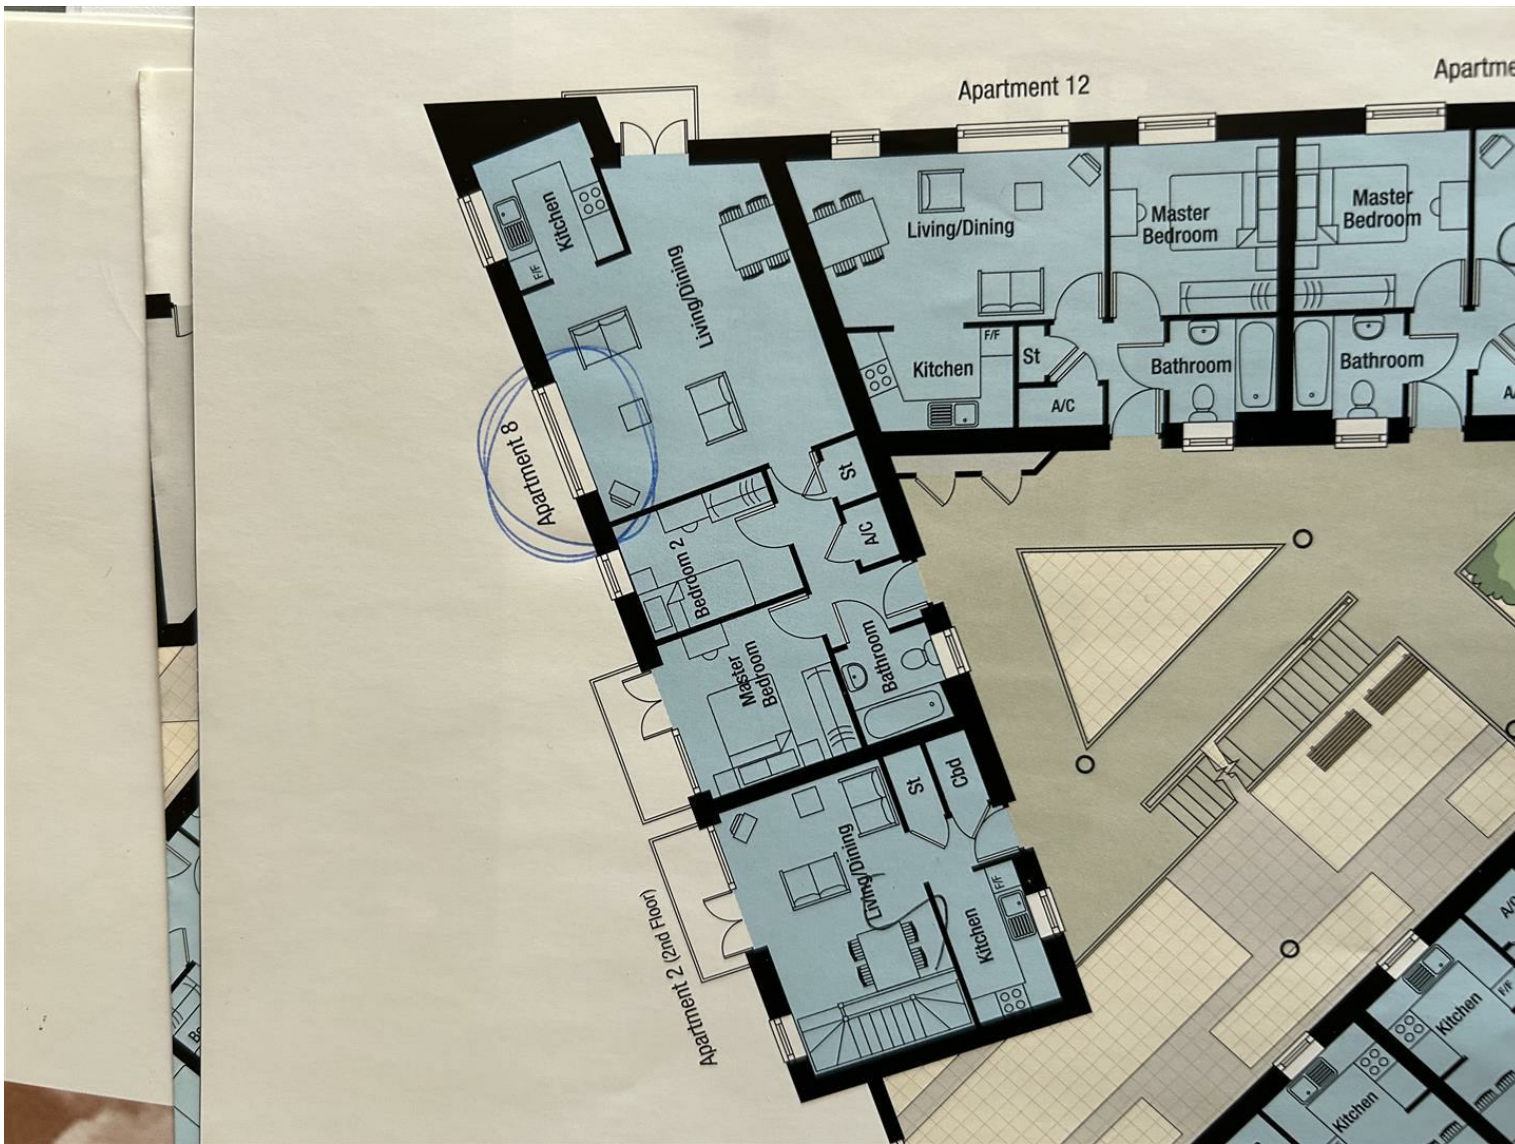 Apartment 12
Apartme
Kitchen
F/F
Living/Dining
Apartment 8
St
A/C
Bedroom 2
Master
Bedroom
Bathroom
Living/Dining
Kitchen
F/F
St
A/C
Master
Bedroom
Bathroom
Master
Bedroom
Bathroom
A/
Apartment 2 (2nd Floor)
Living/Dining
St
Cbd
F/F
Kitchen
A/C
Kitchen
F/F
Kitchen
Be